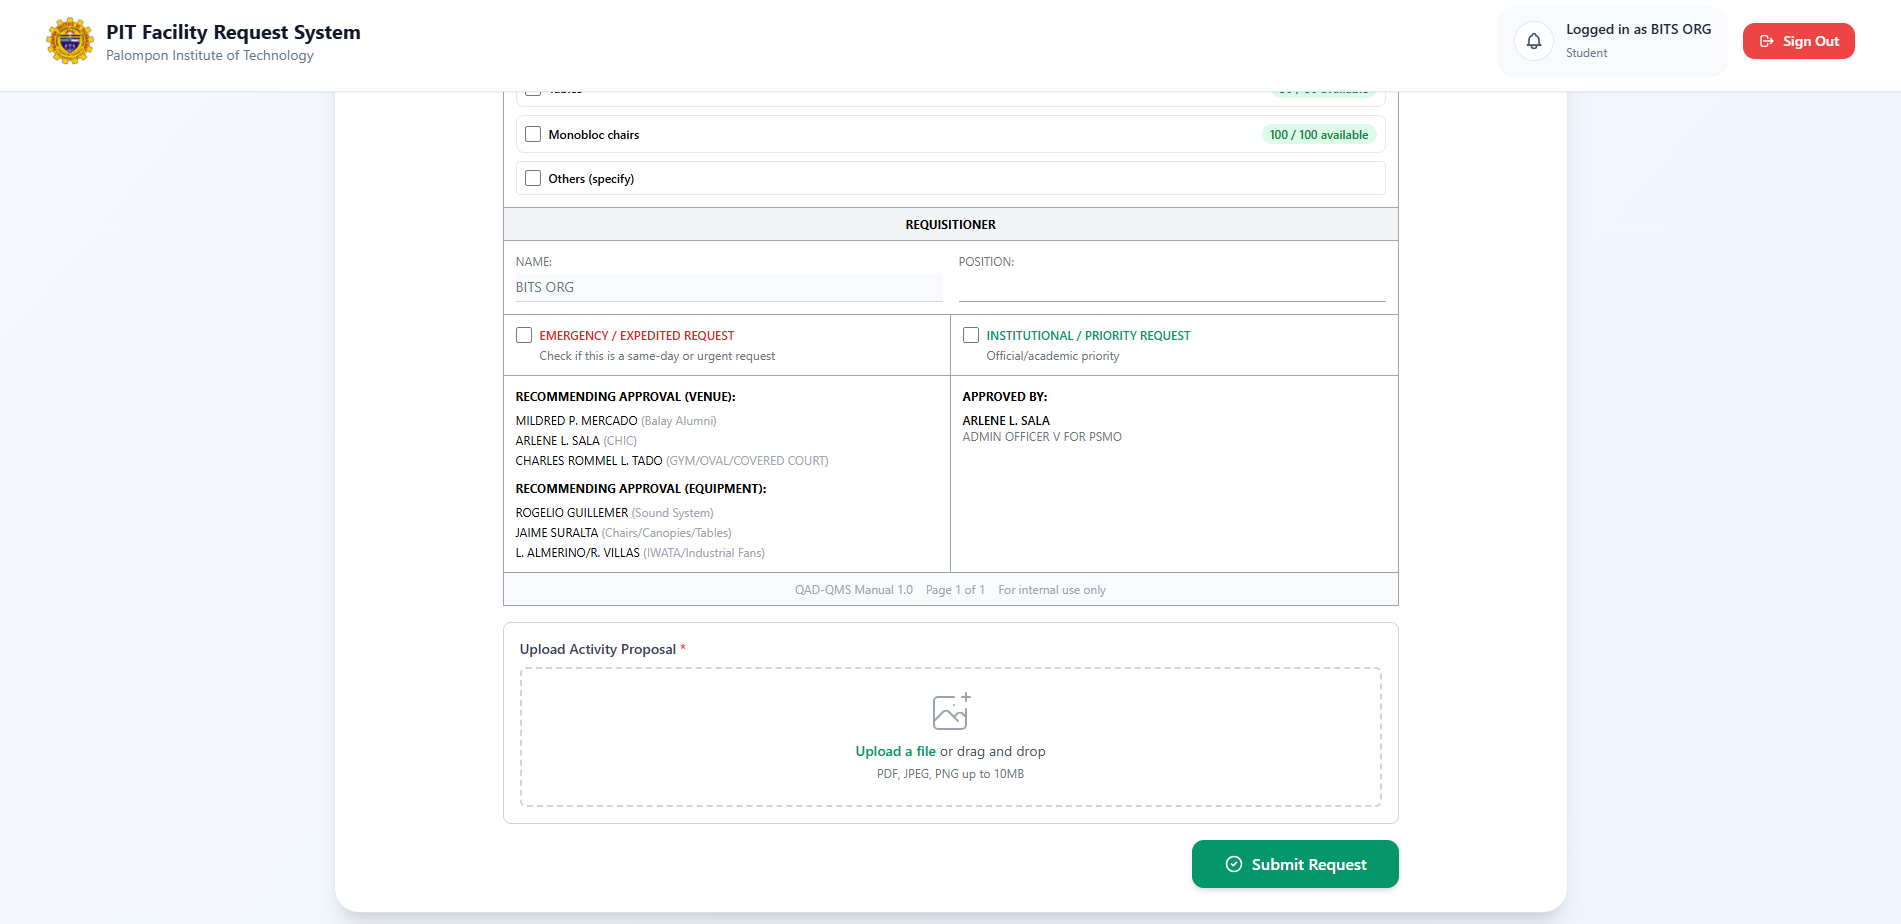 PIT Facility Request System
Palompon Institute of Technology
Logged in as BITS ORG
Student
Sign Out
Monobloc chairs
100 / 100 available
Others (specify)
REQUISITIONER
NAME:
BITS ORG
POSITION:
EMERGENCY / EXPEDITED REQUEST
Check if this is a same-day or urgent request
INSTITUTIONAL / PRIORITY REQUEST
Official/academic priority
RECOMMENDING APPROVAL (VENUE):
MILDRED P. MERCADO (Balay Alumni)
ARLENE L. SALA (CHIC)
CHARLES ROMMEL L. TADO (GYM/OVAL/COVERED COURT)
RECOMMENDING APPROVAL (EQUIPMENT):
ROGELIO GUILLEMER (Sound System)
JAIME SURALTA (Chairs/Canopies/Tables)
L. ALMERINO/R. VILLAS (IWATA/Industrial Fans)
APPROVED BY:
ARLENE L. SALA
ADMIN OFFICER V FOR PSMO
QAD-QMS Manual 1.0 Page 1 of 1 For internal use only
Upload Activity Proposal *
Upload a file or drag and drop
PDF, JPEG, PNG up to 10MB
Submit Request